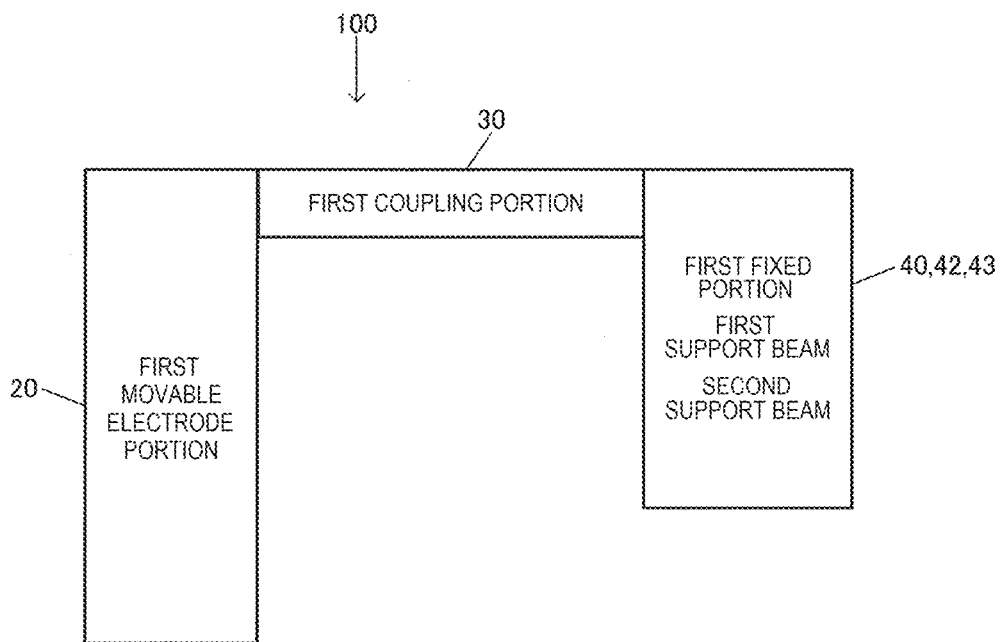 100
30
FIRST COUPLING PORTION
FIRST FIXED
PORTION
FIRST
SUPPORT BEAM
SECOND
SUPPORT BEAM
40,42,43
20
FIRST
MOVABLE
ELECTRODE
PORTION